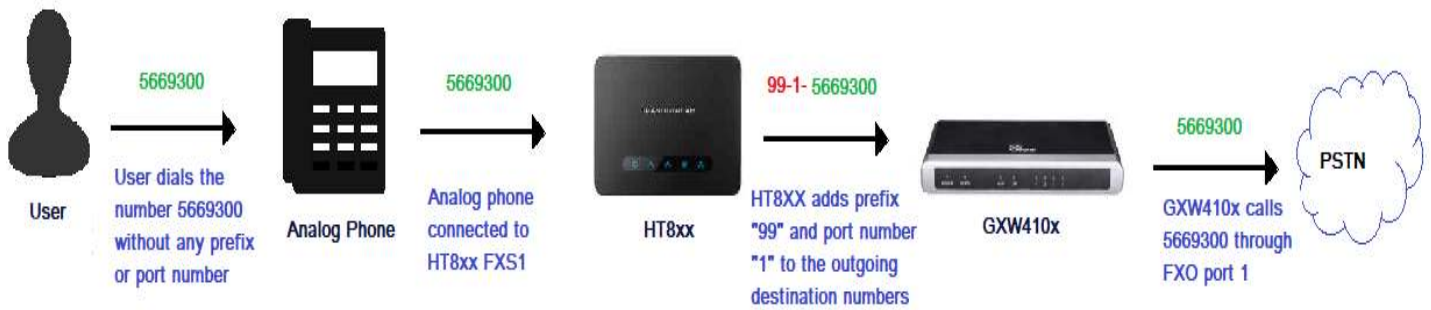 5669300
User dials the
number 5669300
without any prefix
or port number
User
Analog Phone
5669300
Analog phone
connected to
HT8xx FXS1
HT8xx
99-1- 5669300
HT8XX adds prefix
"99" and port number
"1" to the outgoing
destination numbers
GXW410x
5669300
GXW410x calls
5669300 through
FXO port 1
PSTN